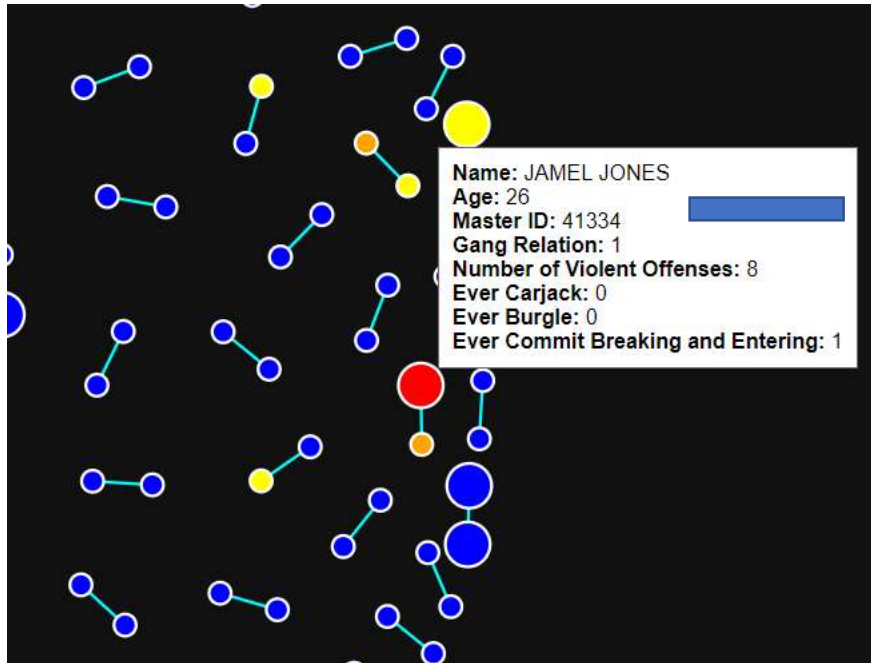 Name: JAMEL JONES
Age: 26
Master ID: 41334
Gang Relation: 1
Number of Violent Offenses: 8
Ever Carjack: 0
Ever Burgle: 0
Ever Commit Breaking and Entering: 1